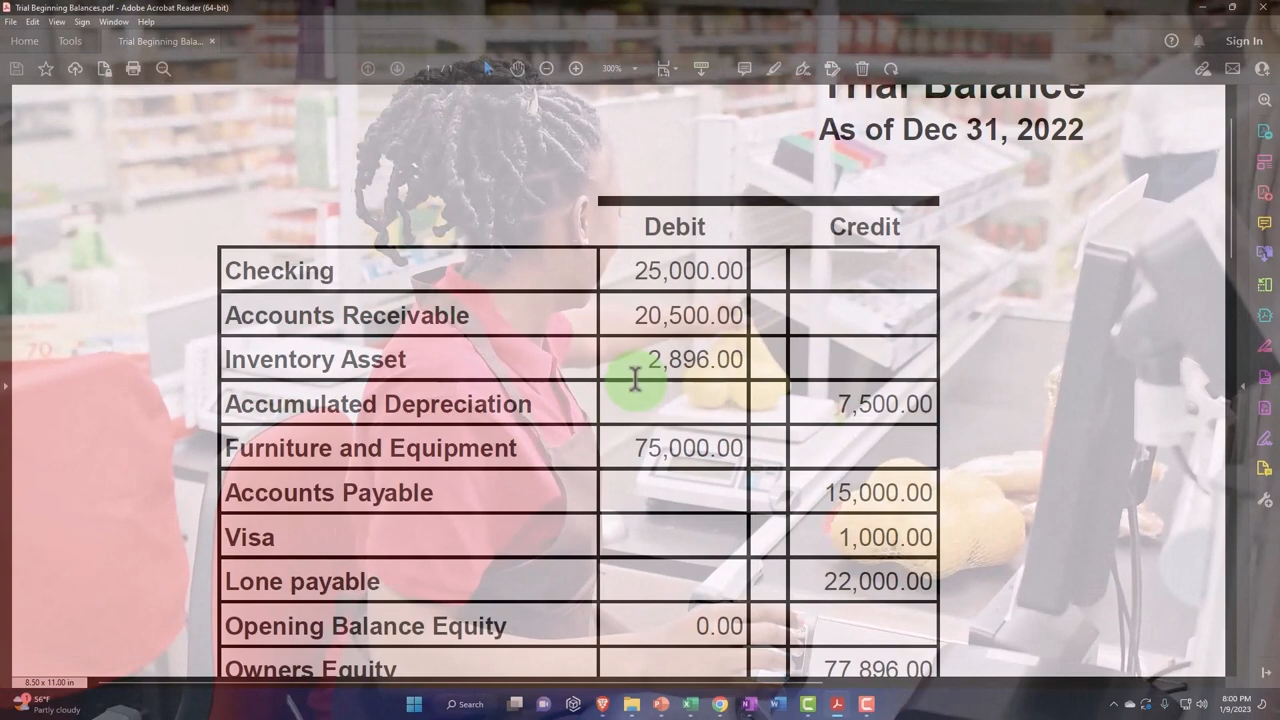 Trial Beginning Balances.pdf - Adobe Acrobat Reader (64-bit)
File Edit View Sign Window Help
Home Tools Trial Beginning Bala... × Sign In
1 / 1 300%
Trial Balance
As of Dec 31, 2022
Debit Credit
Checking 25,000.00
Accounts Receivable 20,500.00
Inventory Asset 2,896.00
Accumulated Depreciation 7,500.00
Furniture and Equipment 75,000.00
Accounts Payable 15,000.00
Visa 1,000.00
Lone payable 22,000.00
Opening Balance Equity 0.00
Owners Equity 77,896.00
70
8.50 x 11.00 in
56°F
Partly cloudy
Search
8:00 PM
1/9/2023